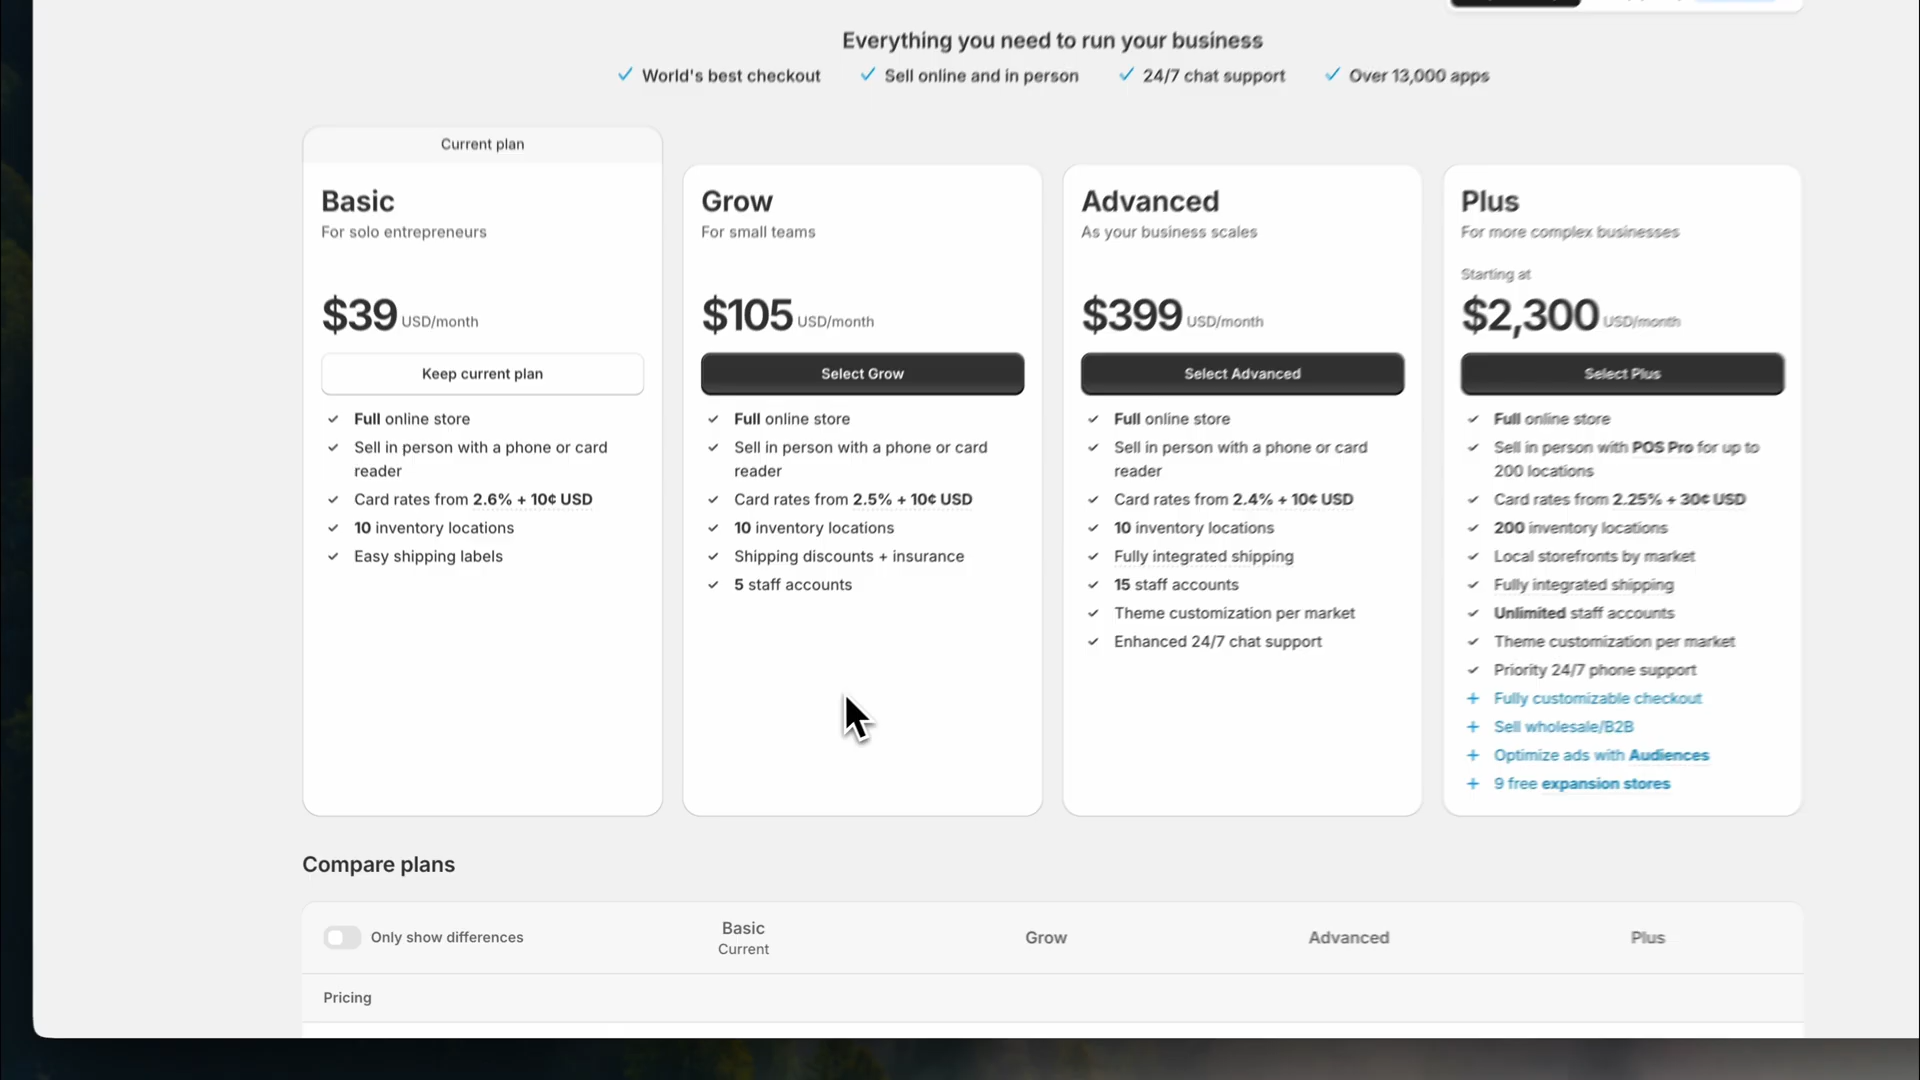 Everything you need to run your business
World's best checkout
Sell online and in person
24/7 chat support
Over 13,000 apps
Current plan
Basic
For solo entrepreneurs
$39 USD/month
Keep current plan
Full online store
Sell in person with a phone or card
reader
Card rates from 2.6% + 10¢ USD
10 inventory locations
Easy shipping labels
Grow
For small teams
$105 USD/month
Select Grow
Full online store
Sell in person with a phone or card
reader
Card rates from 2.5% + 10¢ USD
10 inventory locations
Shipping discounts + insurance
5 staff accounts
Advanced
As your business scales
$399 USD/month
Select Advanced
Full online store
Sell in person with a phone or card
reader
Card rates from 2.4% + 10¢ USD
10 inventory locations
Fully integrated shipping
15 staff accounts
Theme customization per market
Enhanced 24/7 chat support
Plus
For more complex businesses
Starting at
$2,300 USD/month
Select Plus
Full online store
Sell in person with POS Pro for up to
200 locations
Card rates from 2.25% + 30¢ USD
200 inventory locations
Local storefronts by market
Fully integrated shipping
Unlimited staff accounts
Theme customization per market
Priority 24/7 phone support
+ Fully customizable checkout
+ Sell wholesale/B2B
+ Optimize ads with Audiences
+ 9 free expansion stores
Compare plans
Only show differences
Basic
Current
Grow
Advanced
Plus
Pricing